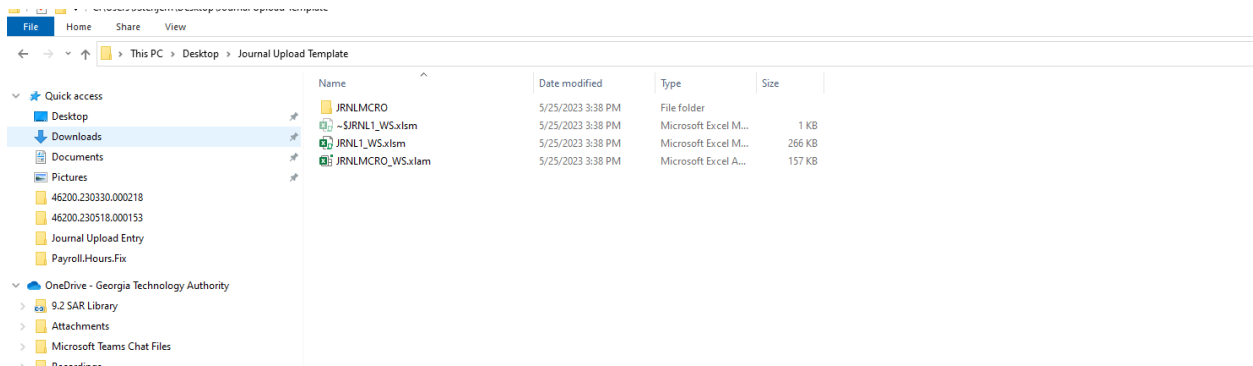 File Home Share View
This PC > Desktop > Journal Upload Template
Name Date modified Type Size
Quick access
Desktop
JRNLMCRO 5/25/2023 3:38 PM File folder
~$JRNL1_WS.xlsm 5/25/2023 3:38 PM Microsoft Excel M... 1 KB
Downloads
JRNL1_WS.xlsm 5/25/2023 3:38 PM Microsoft Excel M... 266 KB
Documents
JRNLMCRO_WS.xlam 5/25/2023 3:38 PM Microsoft Excel A... 157 KB
Pictures
46200.230330.000218
46200.230518.000153
Journal Upload Entry
Payroll.Hours.Fix
OneDrive - Georgia Technology Authority
9.2 SAR Library
Attachments
Microsoft Teams Chat Files